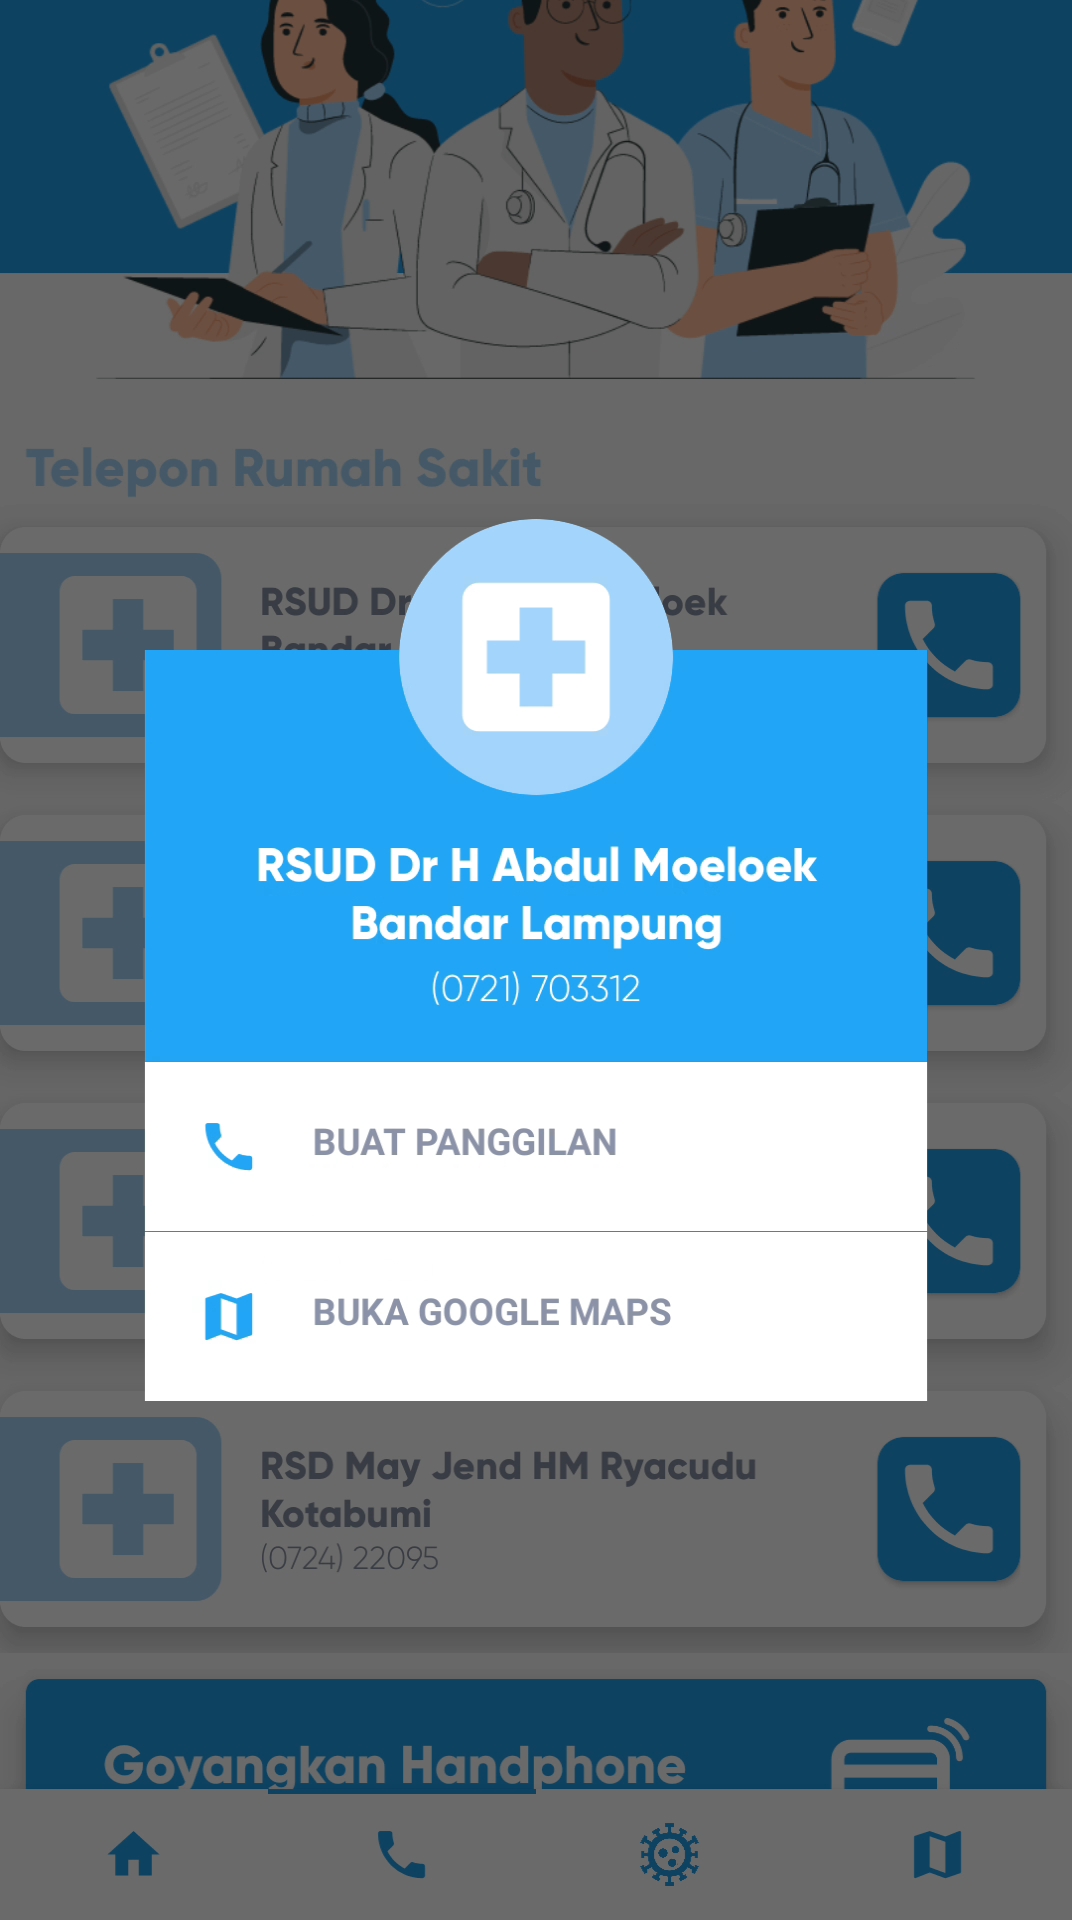 Telepon Rumah Sakit
RSUD Dr
oek
Bandar
RSUD Dr H Abdul Moeloek
Bandar Lampung
(0721) 703312
BUAT PANGGILAN
BUKA GOOGLE MAPS
RSD May Jend HM Ryacudu
Kotabumi
(0724) 22095
Goyangkan Handphone